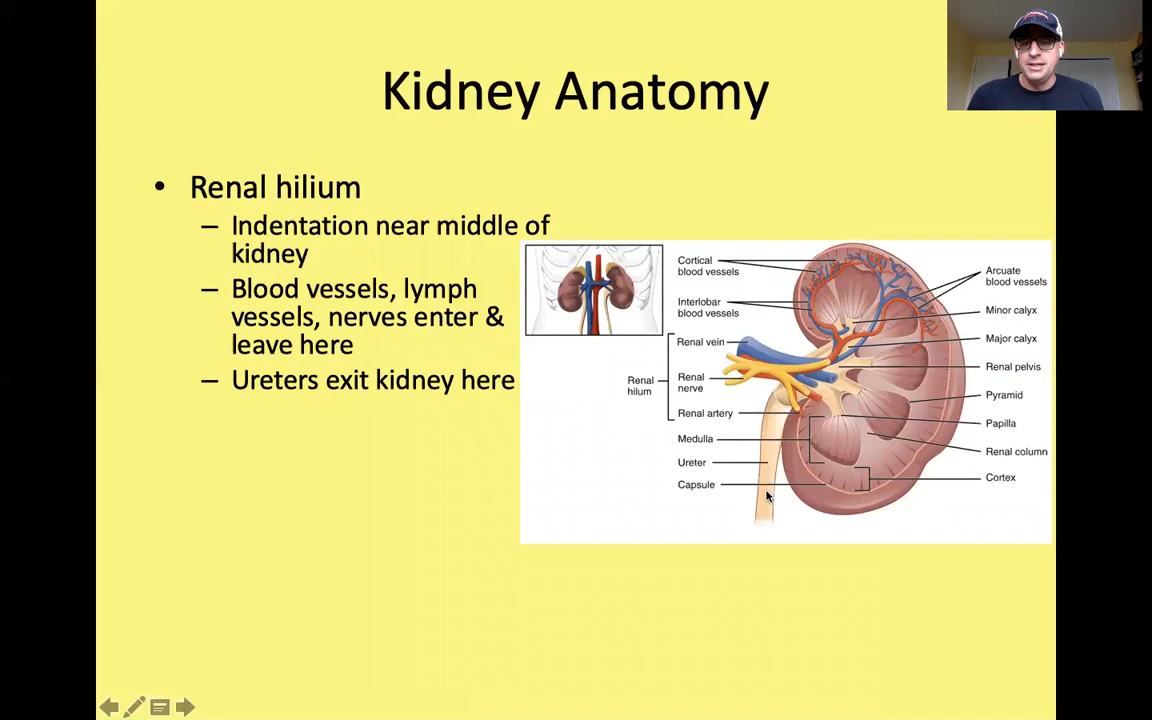 Kidney Anatomy
• Renal hilium
– Indentation near middle of
kidney
– Blood vessels, lymph
vessels, nerves enter &
leave here
– Ureters exit kidney here
Cortical
blood vessels
Interlobar
blood vessels
Renal vein
Renal
hilum
Renal
nerve
Renal artery
Medulla
Ureter
Capsule
Arcuate
blood vessels
Minor calyx
Major calyx
Renal pelvis
Pyramid
Papilla
Renal column
Cortex